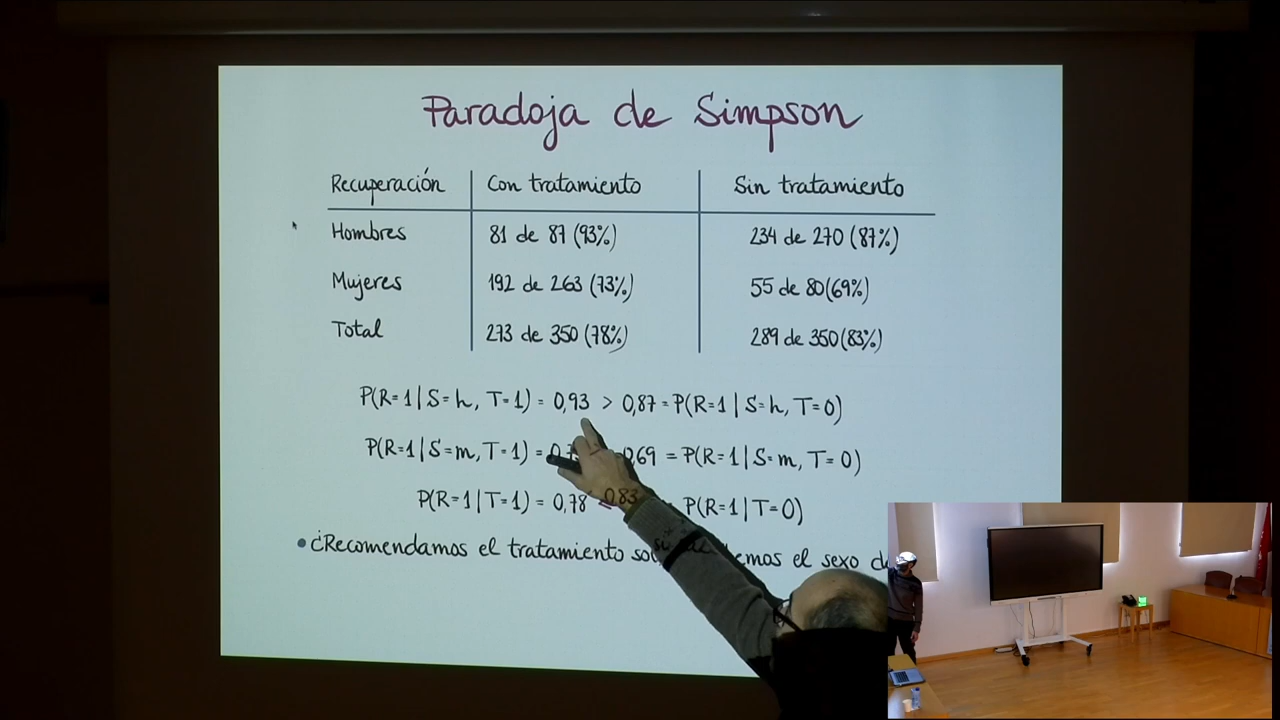 Paradoja de Simpson
Recuperación Con tratamiento Sin tratamiento
Hombres 81 de 87 (93%) 234 de 270 (87%)
Mujeres 192 de 263 (73%) 55 de 80 (69%)
Total 273 de 350 (78%) 289 de 350 (83%)
P(R=1|S=h, T=1) = 0,93 > 0,87 = P(R=1|S=h, T=0)
P(R=1|S=m, T=1) = 0,69 = P(R=1|S=m, T=0)
P(R=1|T=1) = 0,78 0,83 = P(R=1|T=0)
• ¿Recomendamos el tratamiento si el sexo